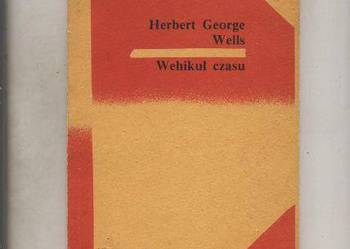 Herbert George
Wells
Wehikuł czasu